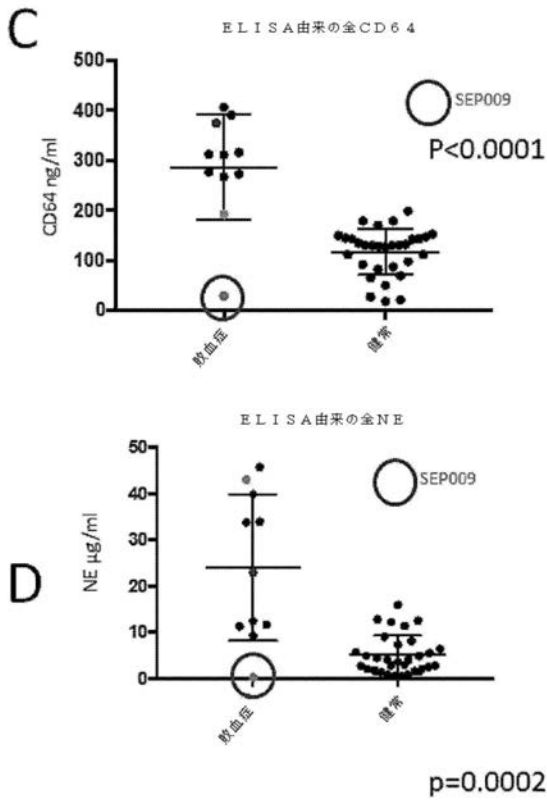 C
ＥＬＩＳＡ由来の全ＣＤ６４
500
400
300
200
100
0
CD64 ng/ml
SEP009
P<0.0001
敗血症
健常
D
ＥＬＩＳＡ由来の全ＮＥ
50
40
30
20
10
0
NE µg/ml
SEP009
敗血症
健常
p=0.0002